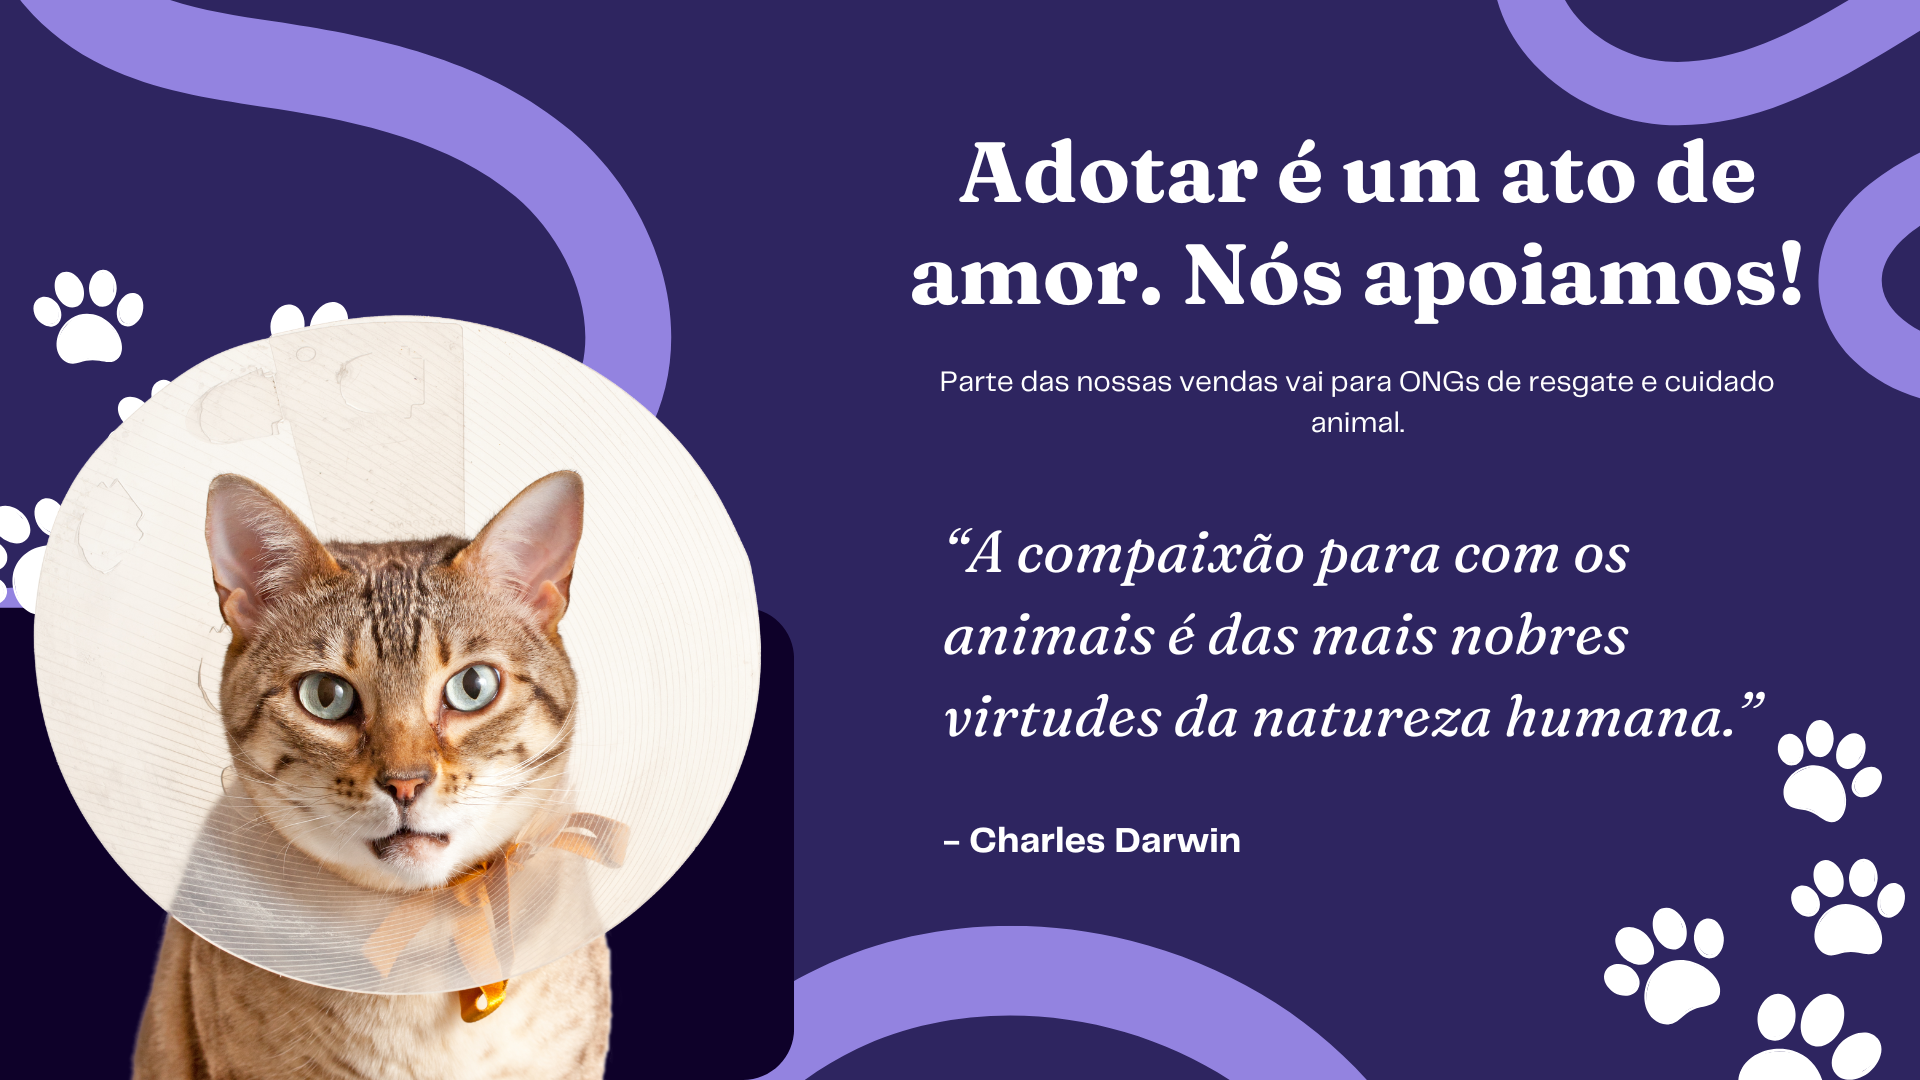 Adotar é um ato de
amor. Nós apoiamos!
Parte das nossas vendas vai para ONGs de resgate e cuidado
animal.
“A compaixão para com os
animais é das mais nobres
virtudes da natureza humana.”
– Charles Darwin